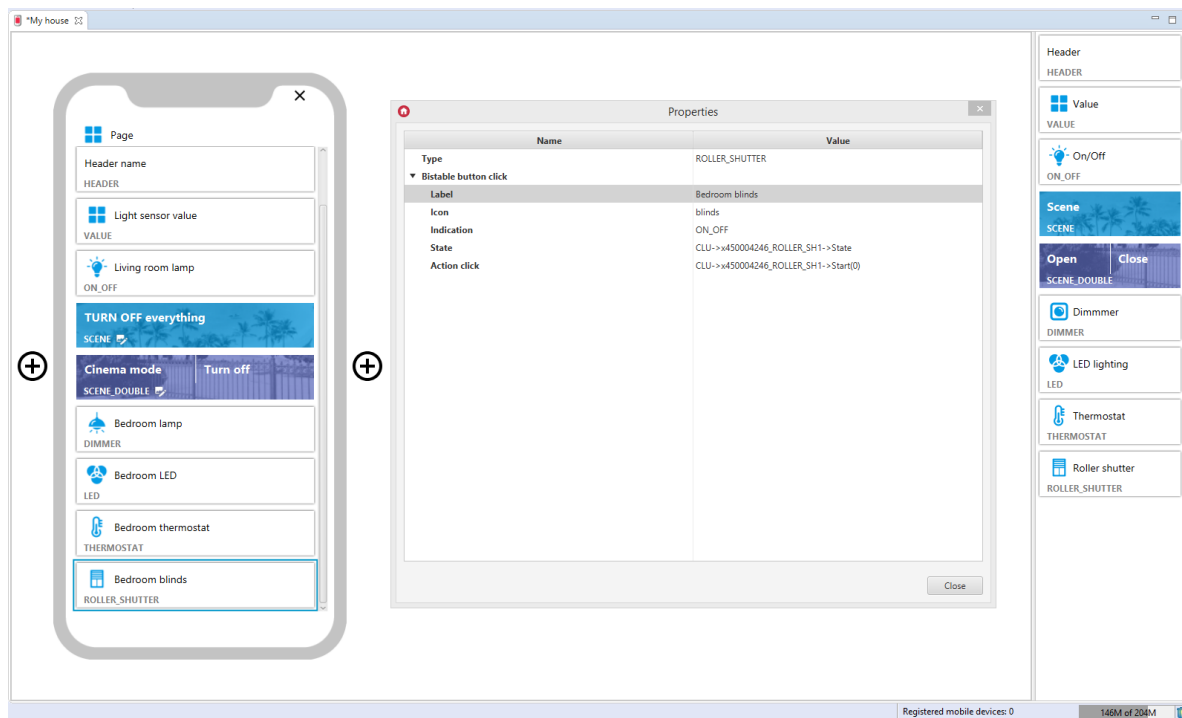 *My house
Page
Header name
HEADER
Light sensor value
VALUE
Living room lamp
ON_OFF
TURN OFF everything
SCENE
Cinema mode Turn off
SCENE_DOUBLE
Bedroom lamp
DIMMER
Bedroom LED
LED
Bedroom thermostat
THERMOSTAT
Bedroom blinds
ROLLER_SHUTTER
Properties
Name Value
Type ROLLER_SHUTTER
Bistable button click
Label Bedroom blinds
Icon blinds
Indication ON_OFF
State CLU->x450004246_ROLLER_SH1->State
Action click CLU->x450004246_ROLLER_SH1->Start(0)
Close
Header
HEADER
Value
VALUE
On/Off
ON_OFF
Scene
SCENE
Open Close
SCENE_DOUBLE
Dimmmer
DIMMER
LED lighting
LED
Thermostat
THERMOSTAT
Roller shutter
ROLLER_SHUTTER
Registered mobile devices: 0 146M of 204M